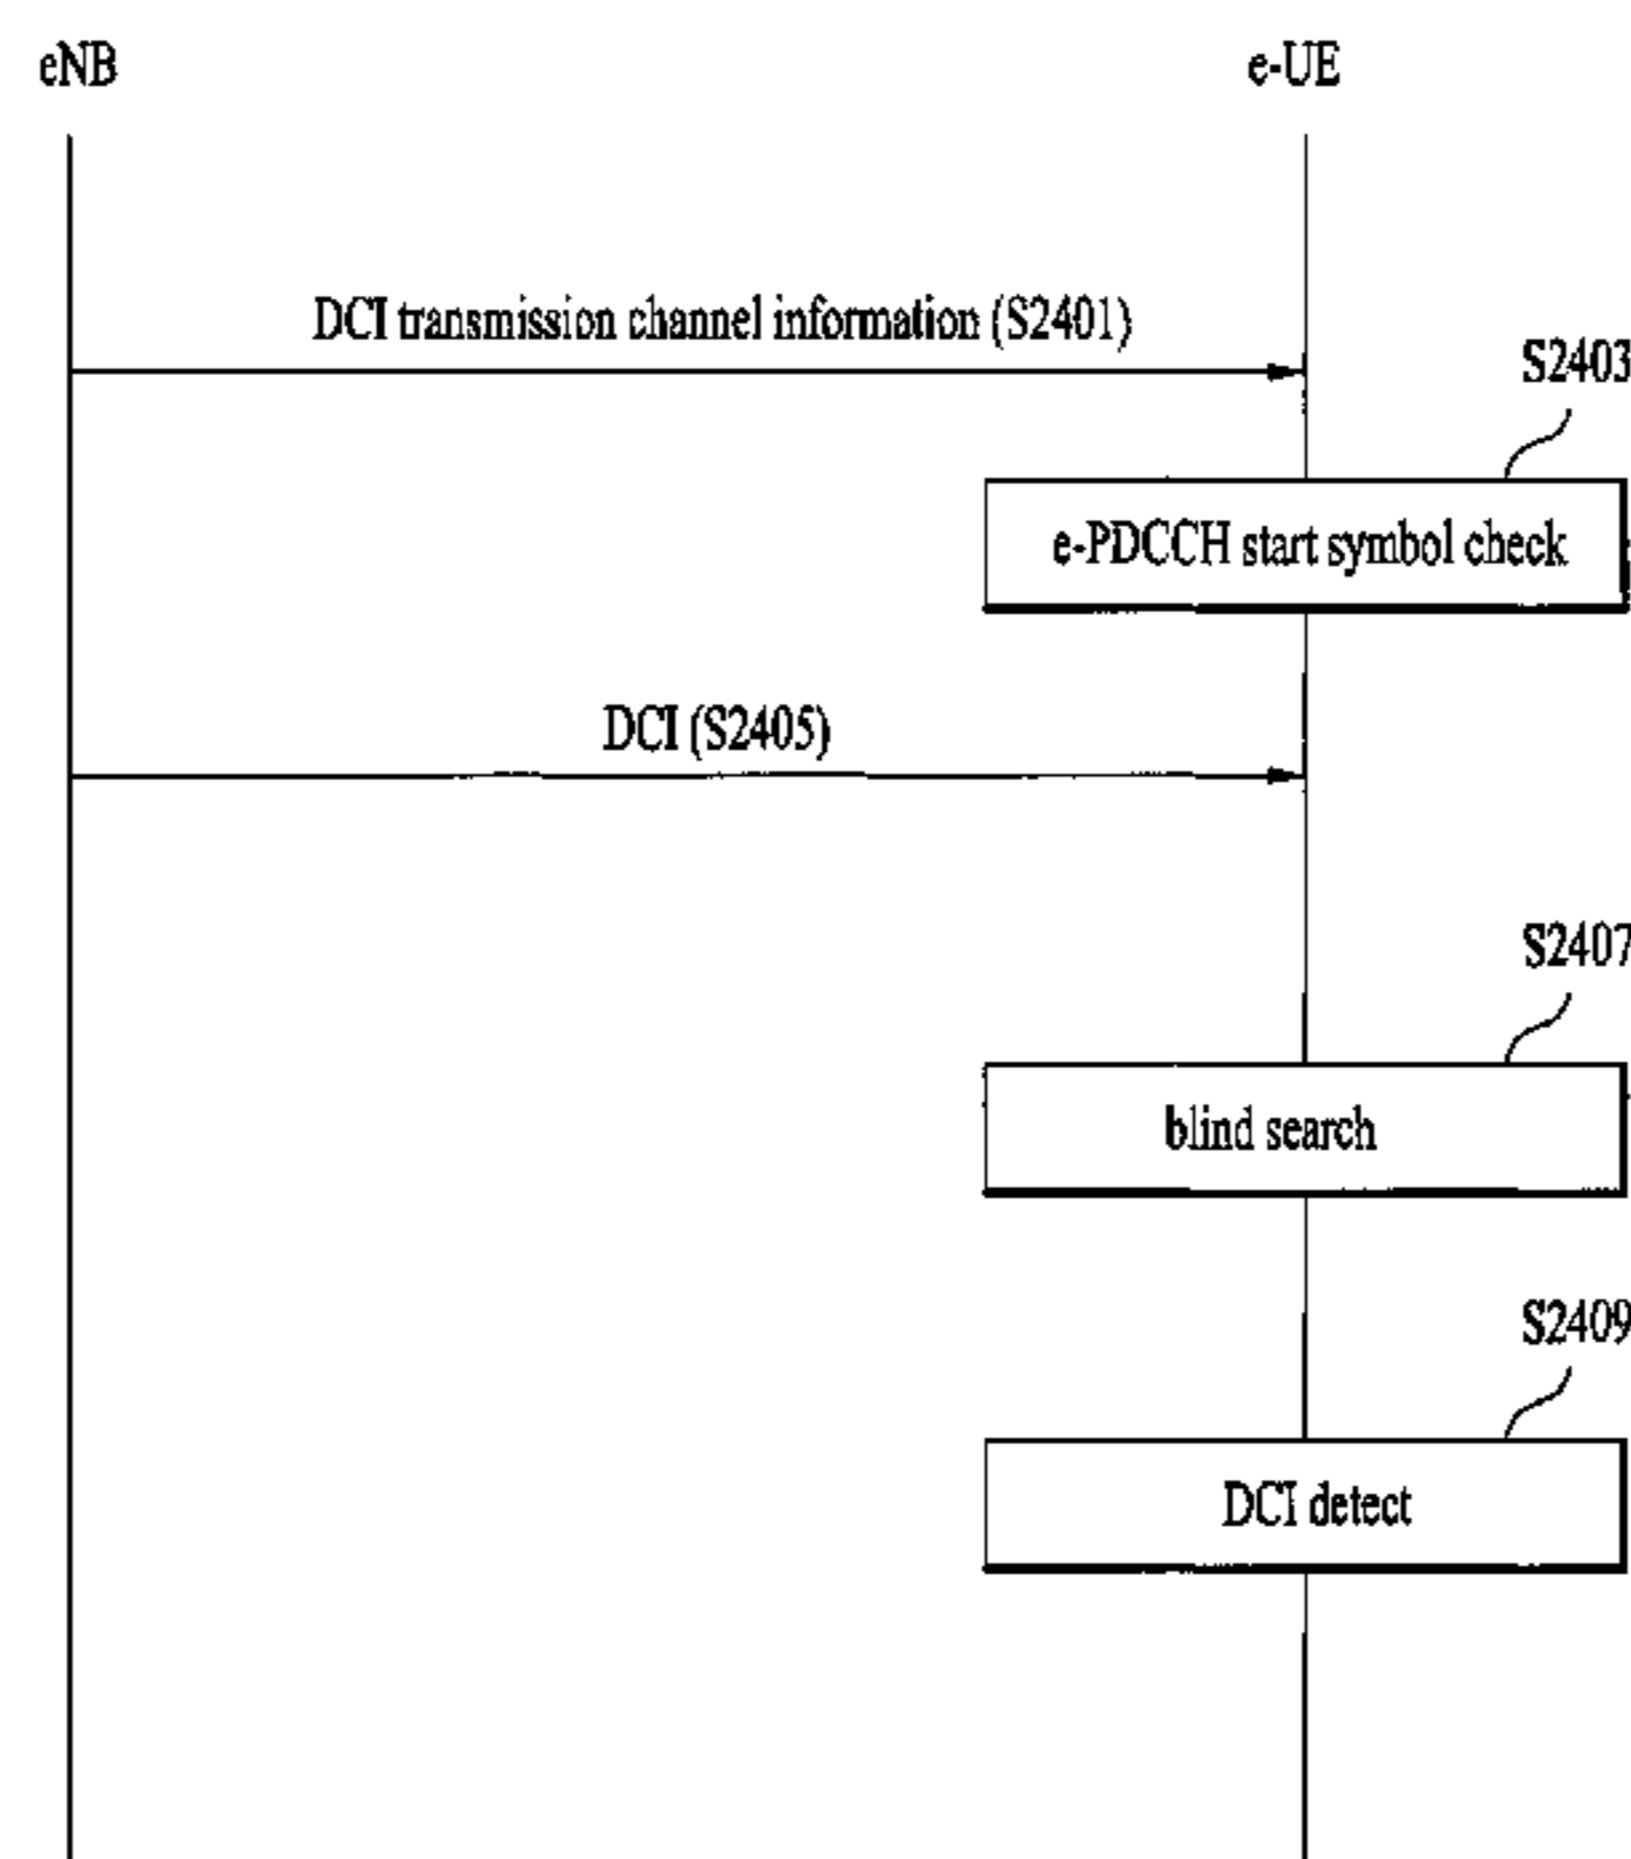 eNB
e-UE
DCI transmission channel information (S2401)
S2403
e-PDCCH start symbol check
DCI (S2405)
S2407
blind search
S2409
DCI detect